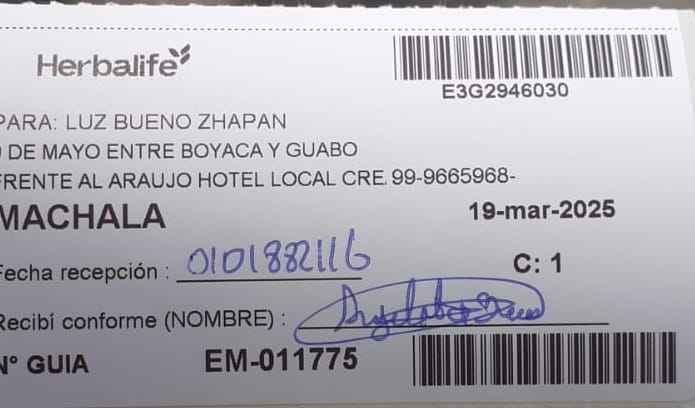 Herbalife
E3G2946030
PARA: LUZ BUENO ZHAPAN
DE MAYO ENTRE BOYACA Y GUABO
FRENTE AL ARAUJO HOTEL LOCAL CRE. 99-9665968-
MACHALA 19-mar-2025
Fecha recepción : 0101882116 C: 1
Recibí conforme (NOMBRE) :
N° GUIA EM-011775